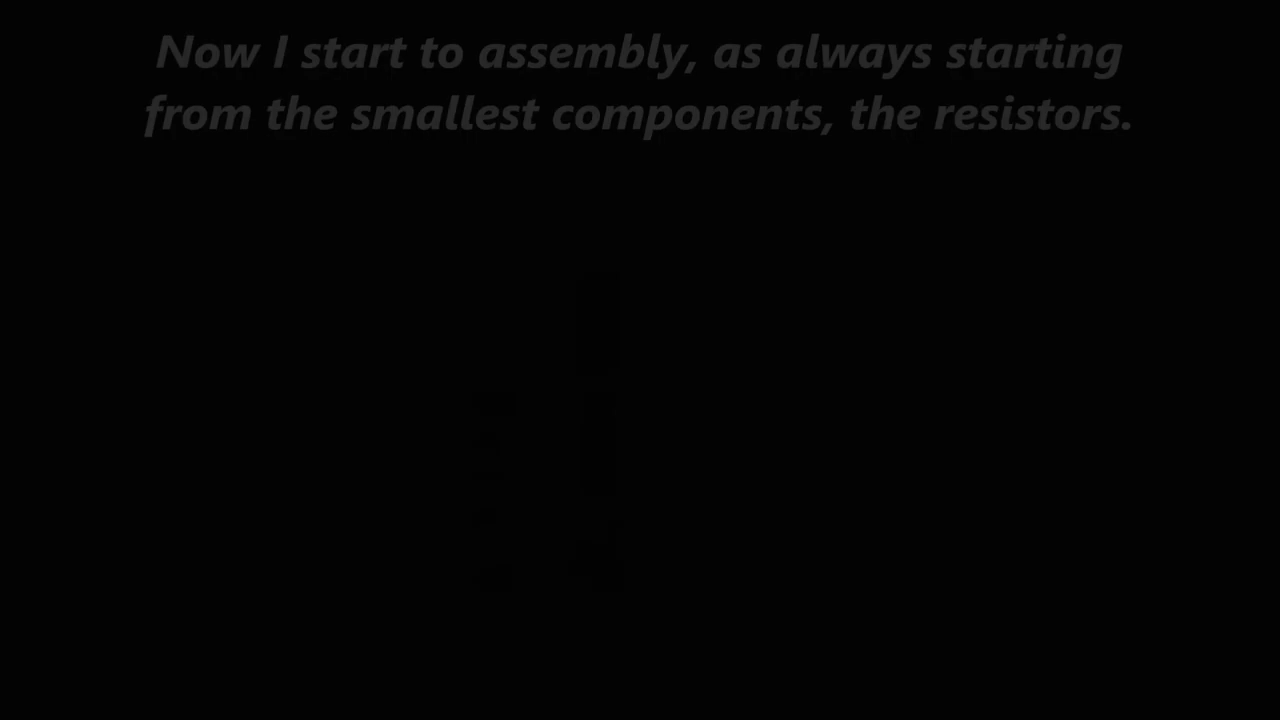 Now I start to assembly, as always starting
from the smallest components, the resistors.